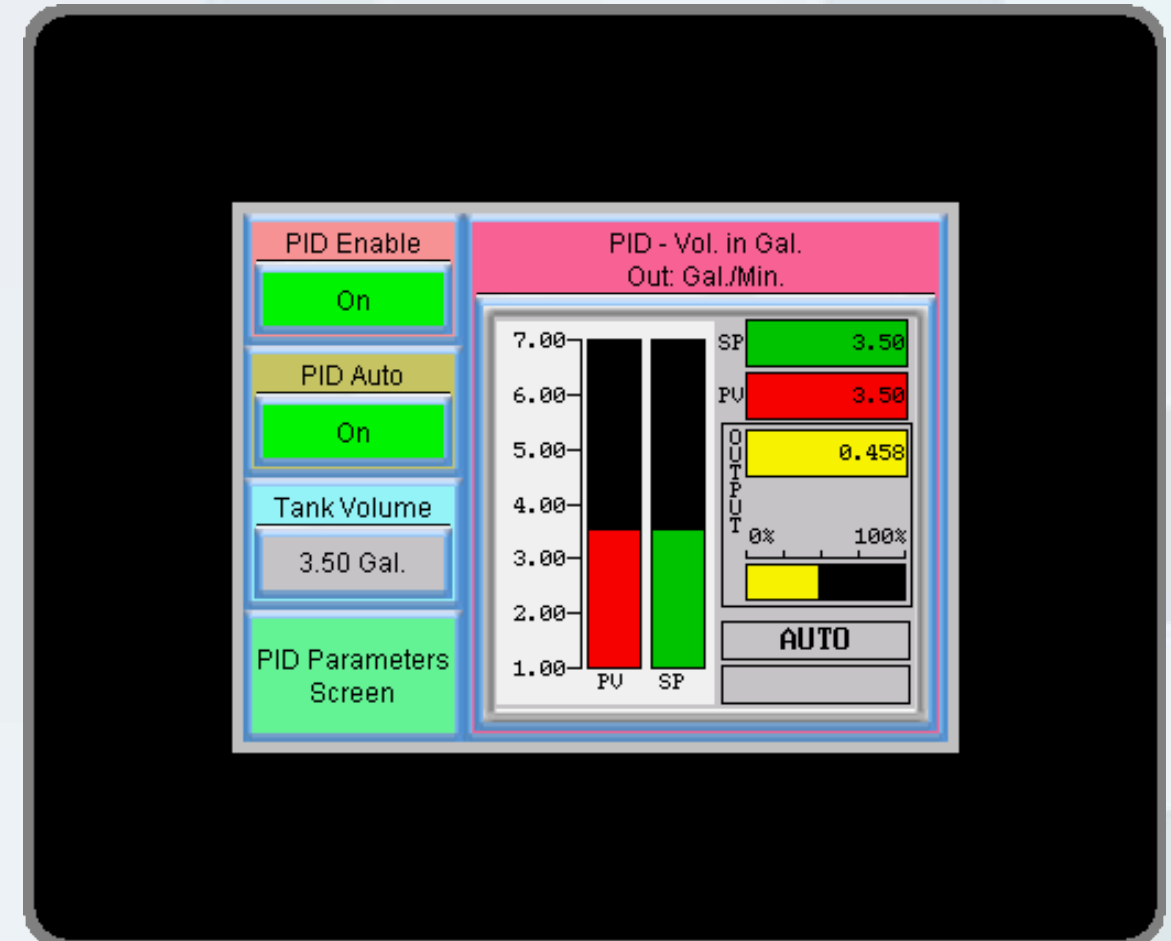 PID Enable
On
PID Auto
On
Tank Volume
3.50 Gal.
PID Parameters
Screen
PID - Vol. in Gal.
Out: Gal./Min.
7.00
6.00
5.00
4.00
3.00
2.00
1.00
PV SP
SP 3.50
PV 3.50
OUTPUT
0.458
0% 100%
AUTO